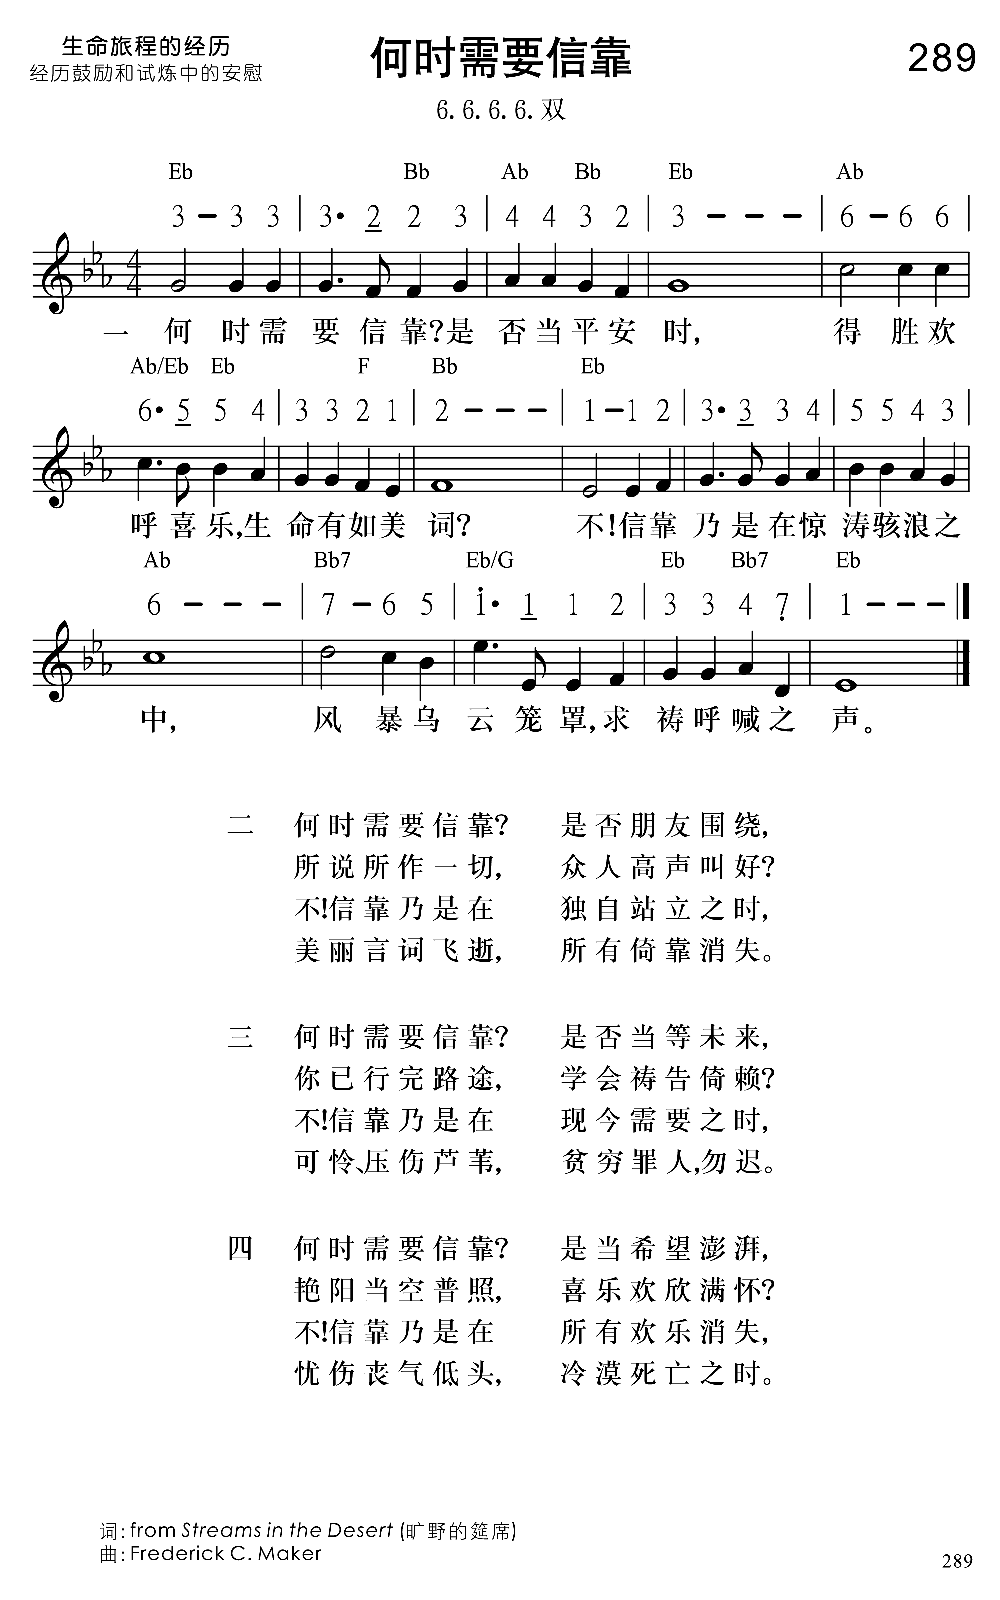 生命旅程的经历
经历鼓励和试炼中的安慰
何时需要信靠
289
6. 6. 6. 6. 双
Eb Bb Ab Bb Eb Ab
3 – 3 3 | 3· 2 2 3 | 4 4 3 2 | 3 – – – | 6 – 6 6 |
4
4
一 何 时 需 要 信 靠?是 否 当 平 安 时, 得 胜 欢
Ab/Eb Eb F Bb Eb
6· 5 5 4 | 3 3 2 1 | 2 – – – | 1 – 1 2 | 3· 3 3 4 | 5 5 4 3 |
呼 喜 乐,生 命 有 如 美 词? 不!信 靠 乃 是 在 惊 涛 骇 浪 之
Ab Bb7 Eb/G Eb Bb7 Eb
6 – – – | 7 – 6 5 | 1̇· 1 1 2 | 3 3 4 7̣ | 1 – – – ‖
中, 风 暴 乌 云 笼 罩,求 祷 呼 喊 之 声。
二 何时需要信靠? 是否朋友围绕,
所说所作一切, 众人高声叫好?
不!信靠乃是在 独自站立之时,
美丽言词飞逝, 所有倚靠消失。
三 何时需要信靠? 是否当等未来,
你已行完路途, 学会祷告倚赖?
不!信靠乃是在 现今需要之时,
可怜、压伤芦苇, 贫穷罪人,勿迟。
四 何时需要信靠? 是当希望澎湃,
艳阳当空普照, 喜乐欢欣满怀?
不!信靠乃是在 所有欢乐消失,
忧伤丧气低头, 冷漠死亡之时。
词: from Streams in the Desert (旷野的筵席)
曲: Frederick C. Maker
289